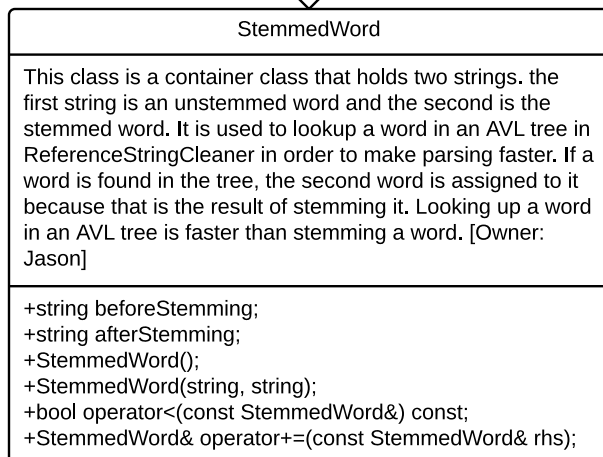 StemmedWord
This class is a container class that holds two strings. the
first string is an unstemmed word and the second is the
stemmed word. It is used to lookup a word in an AVL tree in
ReferenceStringCleaner in order to make parsing faster. If a
word is found in the tree, the second word is assigned to it
because that is the result of stemming it. Looking up a word
in an AVL tree is faster than stemming a word. [Owner:
Jason]
+string beforeStemming;
+string afterStemming;
+StemmedWord();
+StemmedWord(string, string);
+bool operator<(const StemmedWord&) const;
+StemmedWord& operator+=(const StemmedWord& rhs);